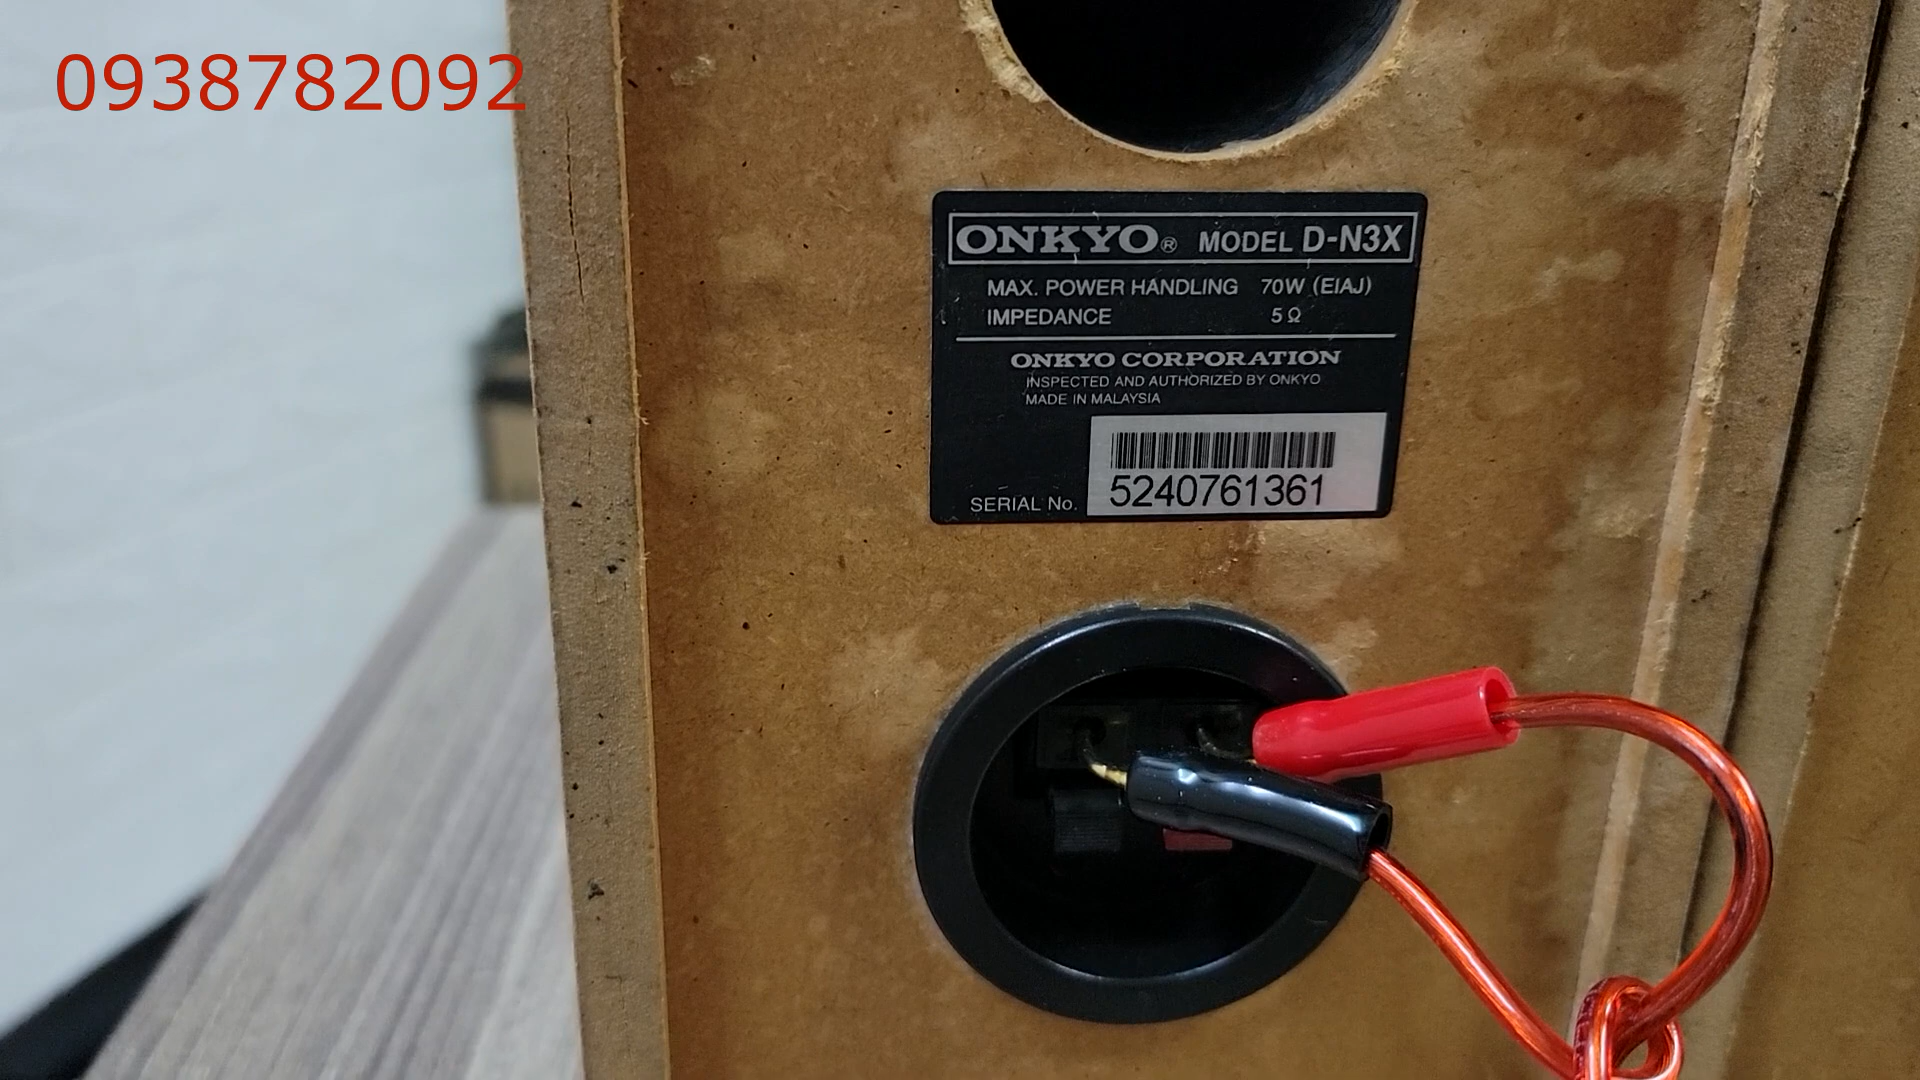 0938782092
ONKYO® MODEL D-N3X
MAX. POWER HANDLING 70W (EIAJ)
IMPEDANCE 5Ω
ONKYO CORPORATION
INSPECTED AND AUTHORIZED BY ONKYO
MADE IN MALAYSIA
SERIAL No. 5240761361